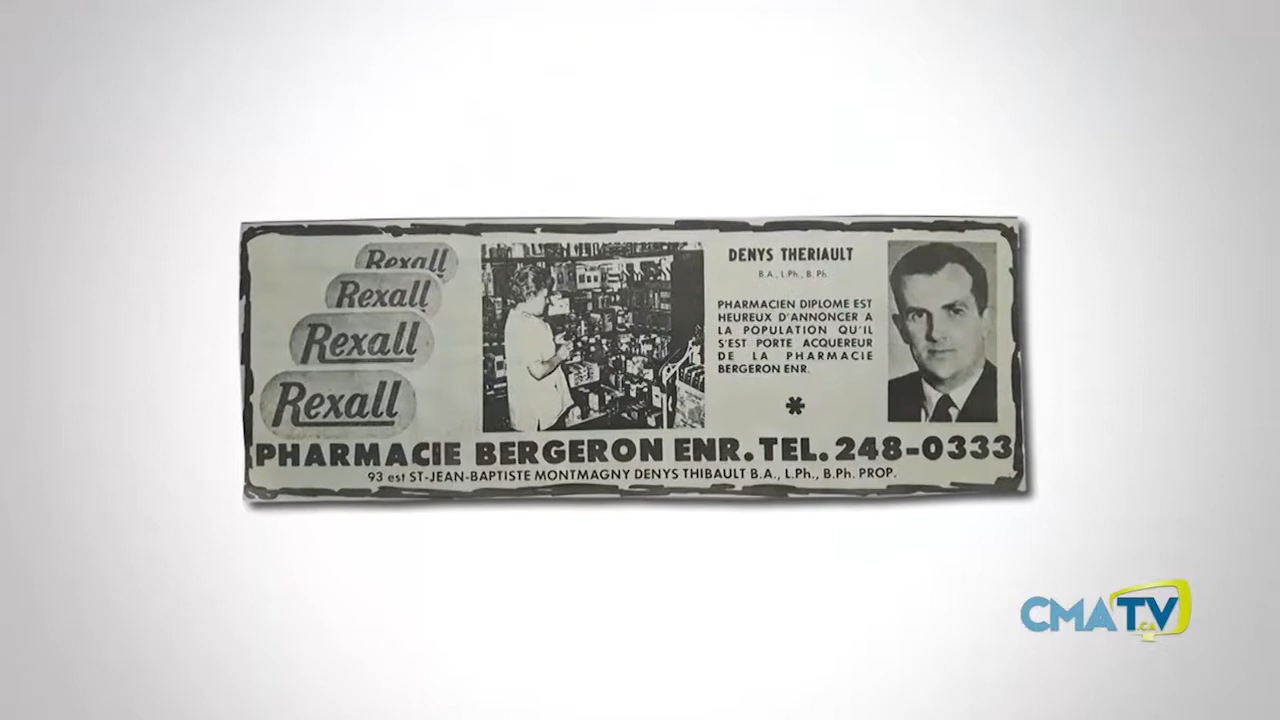 Rexall
Rexall
Rexall
Rexall
DENYS THERIAULT
B.A., L.Ph., B. Ph.
PHARMACIEN DIPLOME EST
HEUREUX D'ANNONCER A
LA POPULATION QU'IL
S'EST PORTE ACQUEREUR
DE LA PHARMACIE
BERGERON ENR.
*
PHARMACIE BERGERON ENR. TEL. 248-0333
93 est ST-JEAN-BAPTISTE MONTMAGNY DENYS THIBAULT B.A., L.Ph., B.Ph. PROP.
CMATV
.CA